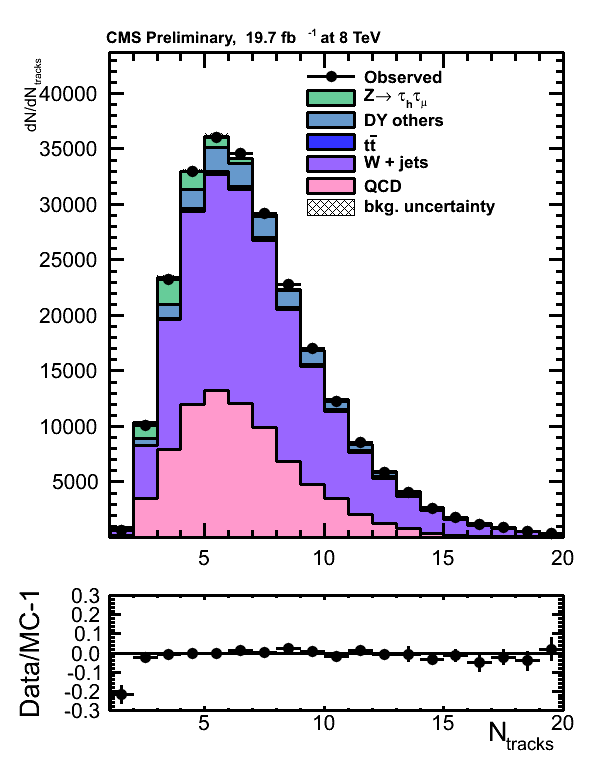 CMS Preliminary, 19.7 fb -1 at 8 TeV
dN/dNtracks
40000
35000
30000
25000
20000
15000
10000
5000
Observed
Z→ τhτμ
DY others
tt̄
W + jets
QCD
bkg. uncertainty
5 10 15 20
Data/MC-1
0.3
0.2
0.1
0.0
-0.1
-0.2
-0.3
5 10 15 20
Ntracks